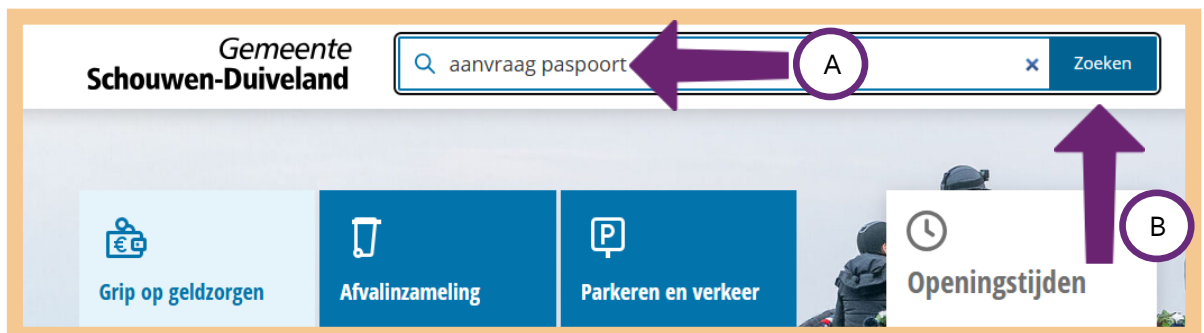 Gemeente
Schouwen-Duiveland
aanvraag paspoort
A
×
Zoeken
B
€
P
Grip op geldzorgen
Afvalinzameling
Parkeren en verkeer
Openingstijden